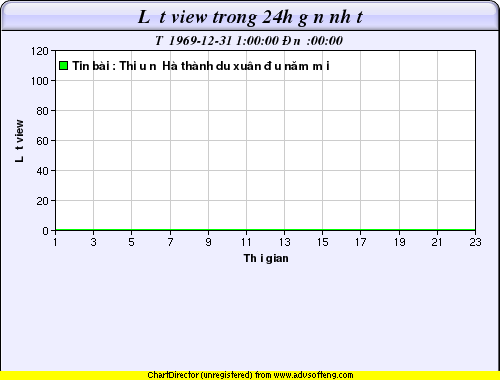 L t view trong 24h g n nh t
T 1969-12-31 1:00:00 Đn :00:00
120
Tin bài : Thi u n Hà thành du xuân đ u năm m i
100
80
60
40
20
0
L t view
1 3 5 7 9 11 13 15 17 19 21 23
Th i gian
ChartDirector (unregistered) from www.advsofteng.com